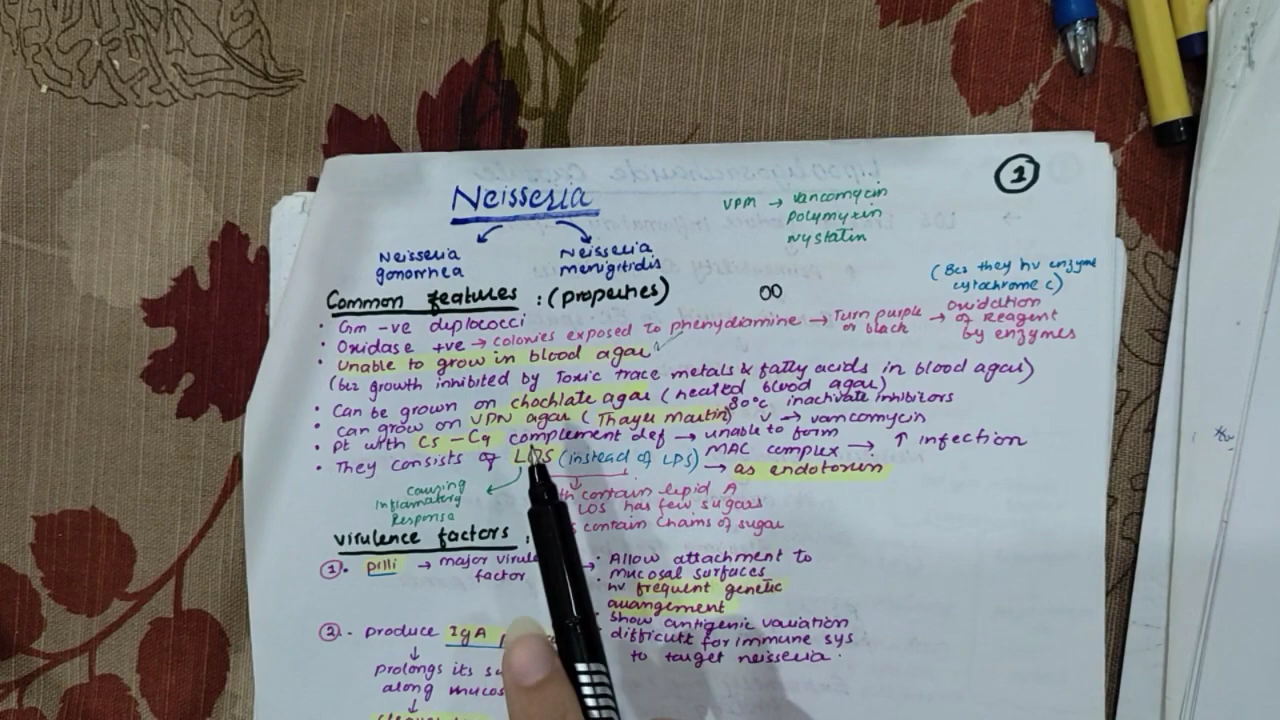 1
Neisseria
VPM → vancomycin
polymyxin
nystatin
Neisseria
gonorrhea
Neisseria
menigitidis
Common features : (properties)
(Bcz they hv enzyme
cytochrome c)
• Gm -ve diplococci
• Oxidase +ve → colonies exposed to phenydiamine → Turn purple or black → oxidation of Reagent by enzymes
• Unable to grow in blood agar
(bcz growth inhibited by Toxic trace metals & fatty acids in blood agar)
• Can be grown on chochlate agar (heated blood agar)
80°c inactivate inhibitors
• can grow on VPN agar (Thayer Martin) V → vancomycin
• Pt with C5 - C9 complement def → unable to form MAC complex → ↑ infection
• They consists of LOS (instead of LPS) → as endotoxin
Causing
Inflamatory
Response
contain lipid A
LOS has few sugars
contain chains of sugar
Virulence factors :
1. pilli → major
factor
→ • Allow attachment to
mucosal surfaces
• hv frequent genetic
arrangement
• show antigenic variation
difficult for immune sys
to target neisseria.
2. - produce IgA
↓
prolongs its
along
↓